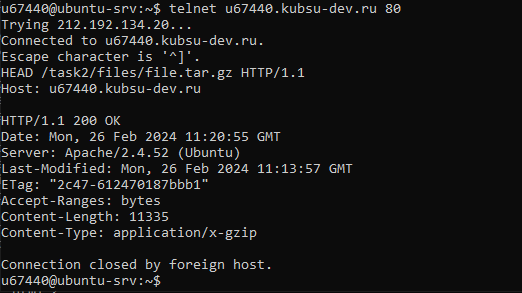 u67440@ubuntu-srv:~$ telnet u67440.kubsu-dev.ru 80
Trying 212.192.134.20...
Connected to u67440.kubsu-dev.ru.
Escape character is '^]'.
HEAD /task2/files/file.tar.gz HTTP/1.1
Host: u67440.kubsu-dev.ru

HTTP/1.1 200 OK
Date: Mon, 26 Feb 2024 11:20:55 GMT
Server: Apache/2.4.52 (Ubuntu)
Last-Modified: Mon, 26 Feb 2024 11:13:57 GMT
ETag: "2c47-612470187bbb1"
Accept-Ranges: bytes
Content-Length: 11335
Content-Type: application/x-gzip

Connection closed by foreign host.
u67440@ubuntu-srv:~$